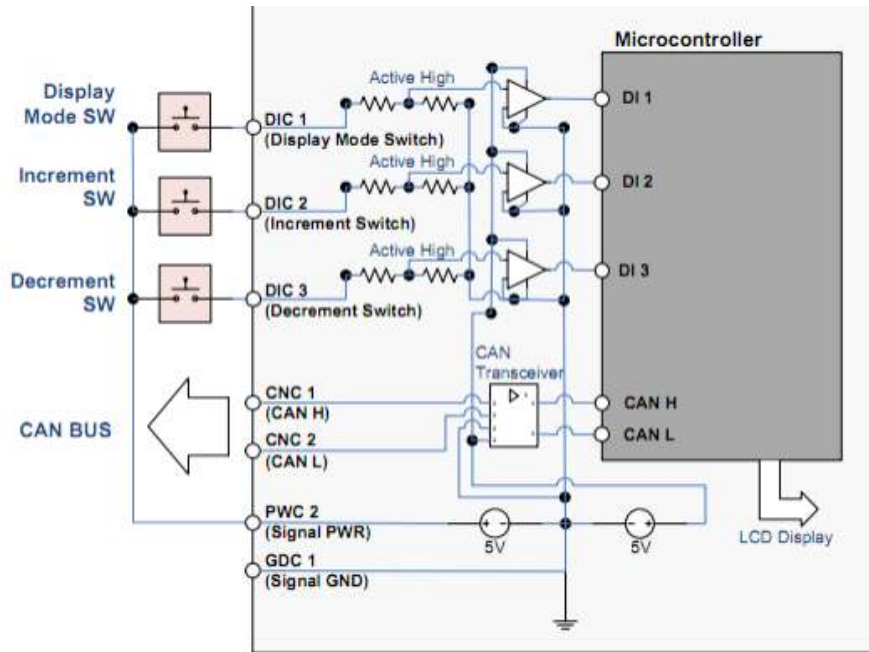 Microcontroller
Display
Mode SW
Active High
DIC 1
(Display Mode Switch)
DI 1
Increment
SW
Active High
DIC 2
(Increment Switch)
DI 2
Decrement
SW
Active High
DIC 3
(Decrement Switch)
DI 3
CAN
Transceiver
CAN BUS
CNC 1
(CAN H)
CAN H
CNC 2
(CAN L)
CAN L
PWC 2
(Signal PWR)
5V
5V
LCD Display
GDC 1
(Signal GND)